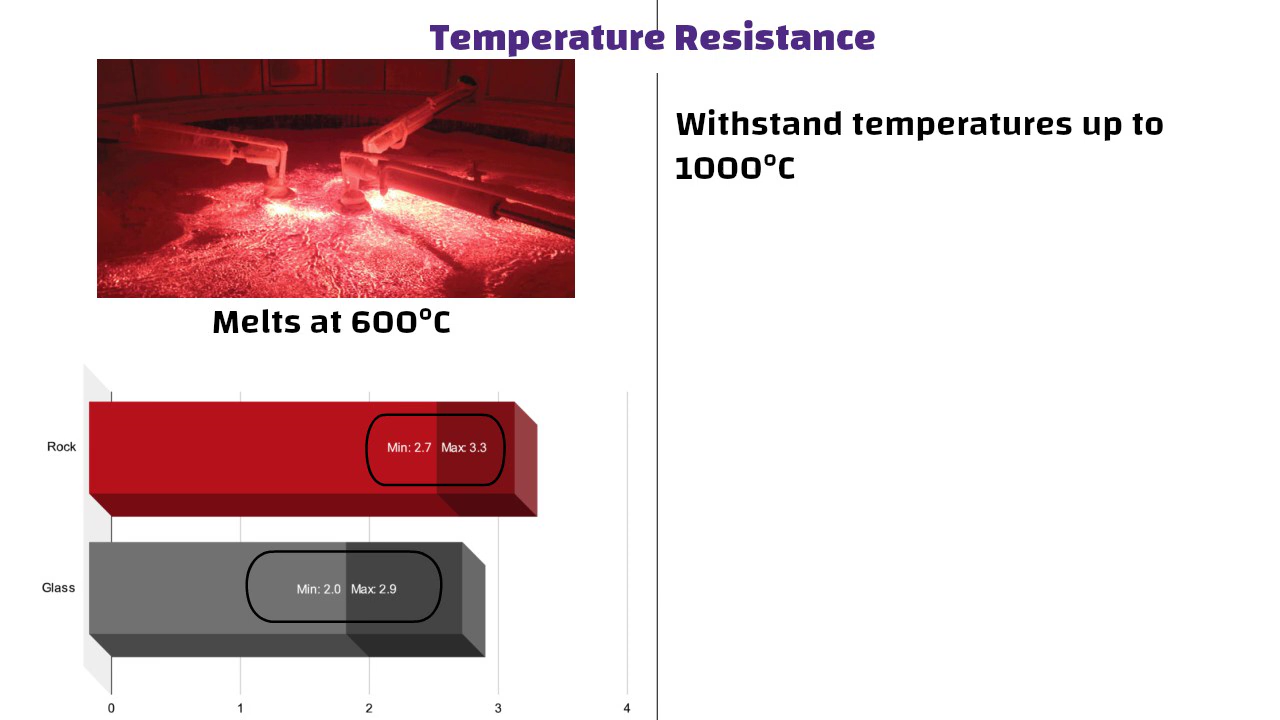 Temperature Resistance
Melts at 600°C
Rock
Min: 2.7 Max: 3.3
Glass
Min: 2.0 Max: 2.9
0 1 2 3 4
Withstand temperatures up to
1000°C